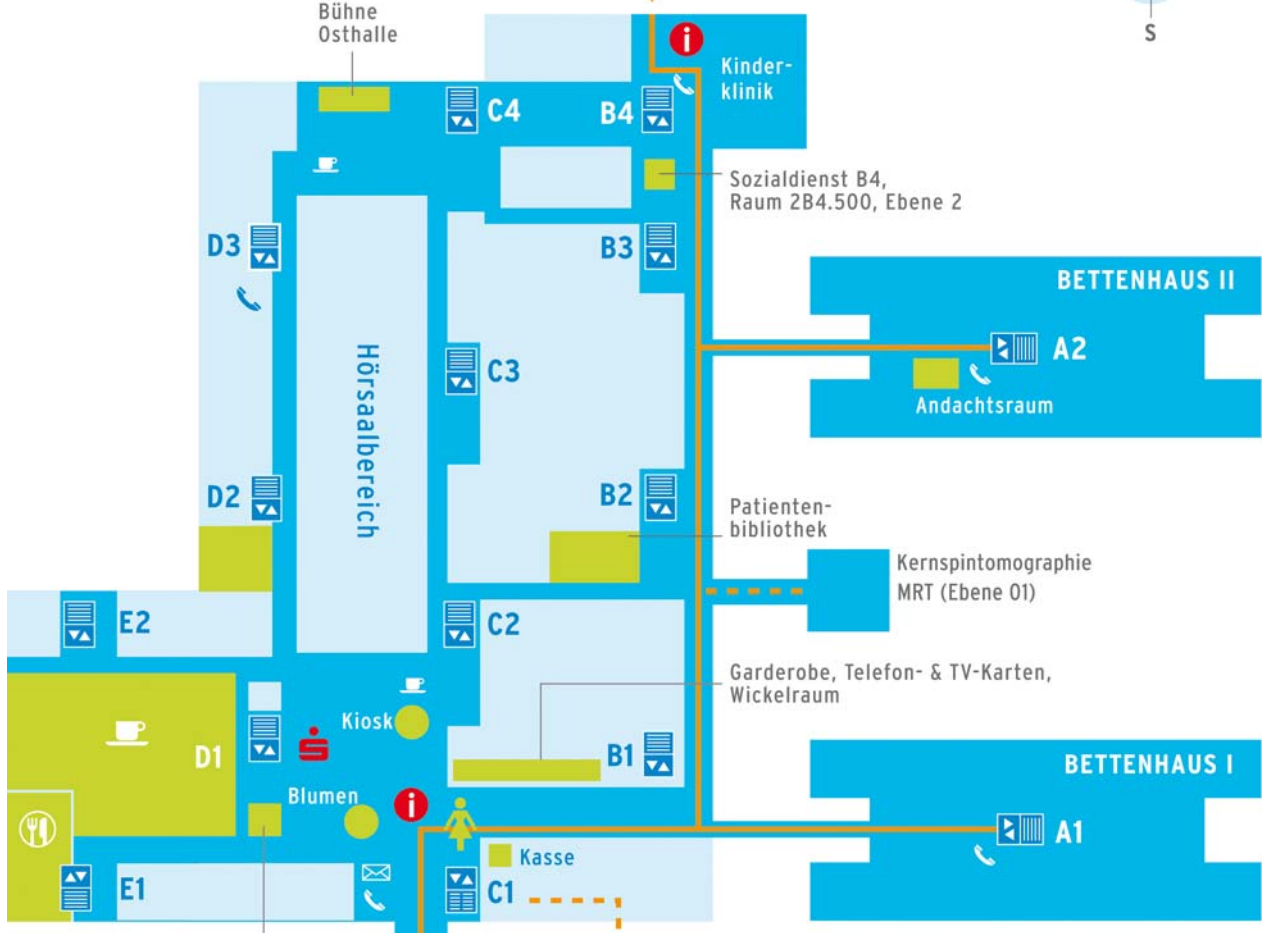 Bühne
Osthalle
S
i
Kinder-
klinik
C4
B4
Sozialdienst B4,
Raum 2B4.500, Ebene 2
D3
B3
BETTENHAUS II
A2
Andachtsraum
Hörsaalbereich
C3
D2
B2
Patienten-
bibliothek
Kernspintomographie
MRT (Ebene 01)
E2
C2
Garderobe, Telefon- & TV-Karten,
Wickelraum
Kiosk
D1
B1
BETTENHAUS I
Blumen
i
A1
Kasse
E1
C1